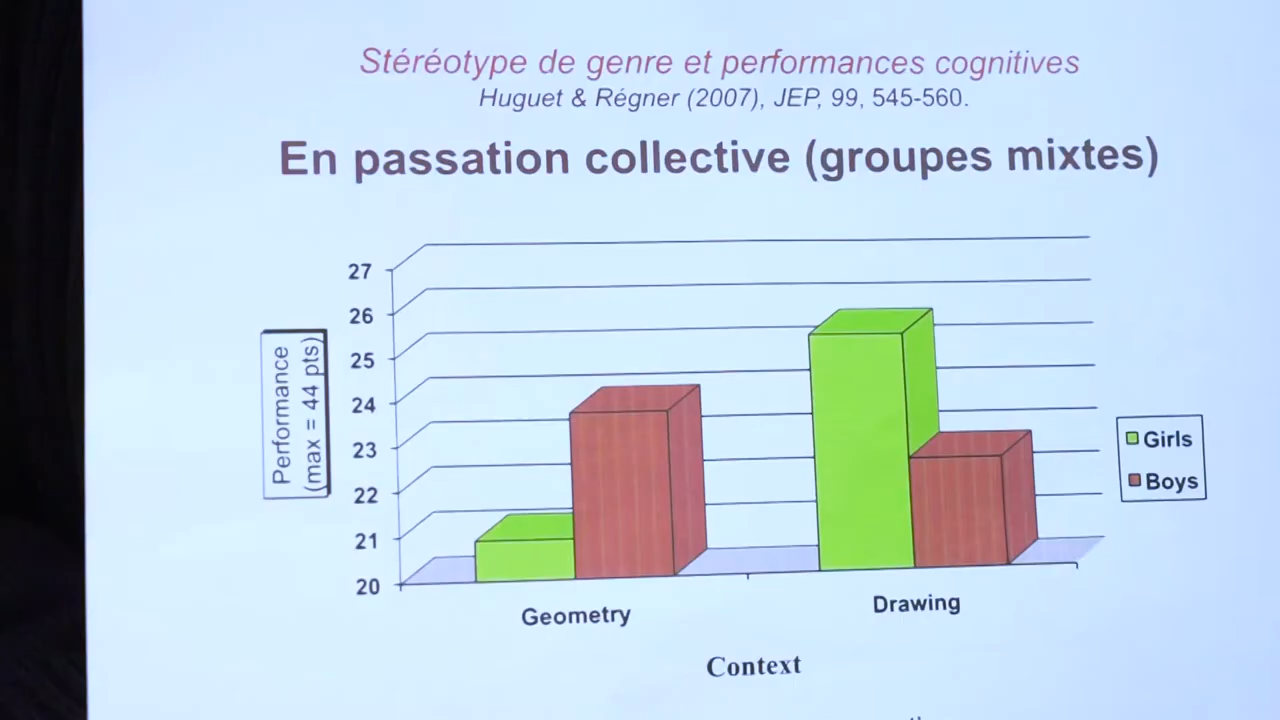 Stéréotype de genre et performances cognitives
Huguet & Régner (2007), JEP, 99, 545-560.
En passation collective (groupes mixtes)
Performance
(max = 44 pts)
27
26
25
24
23
22
21
20
Geometry
Drawing
Context
Girls
Boys